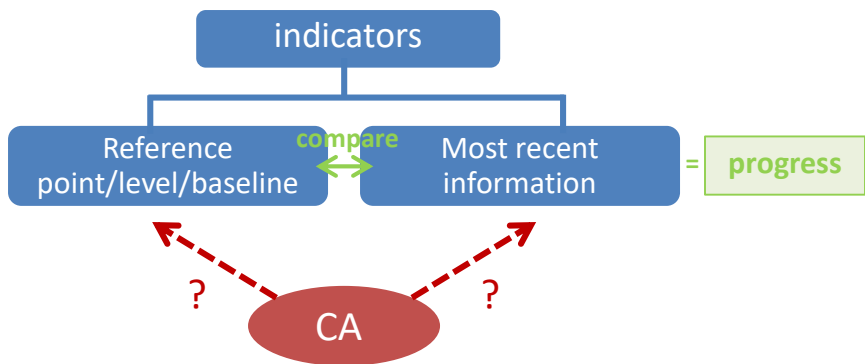 indicators
Reference
point/level/baseline
compare
Most recent
information
= progress
?
?
CA